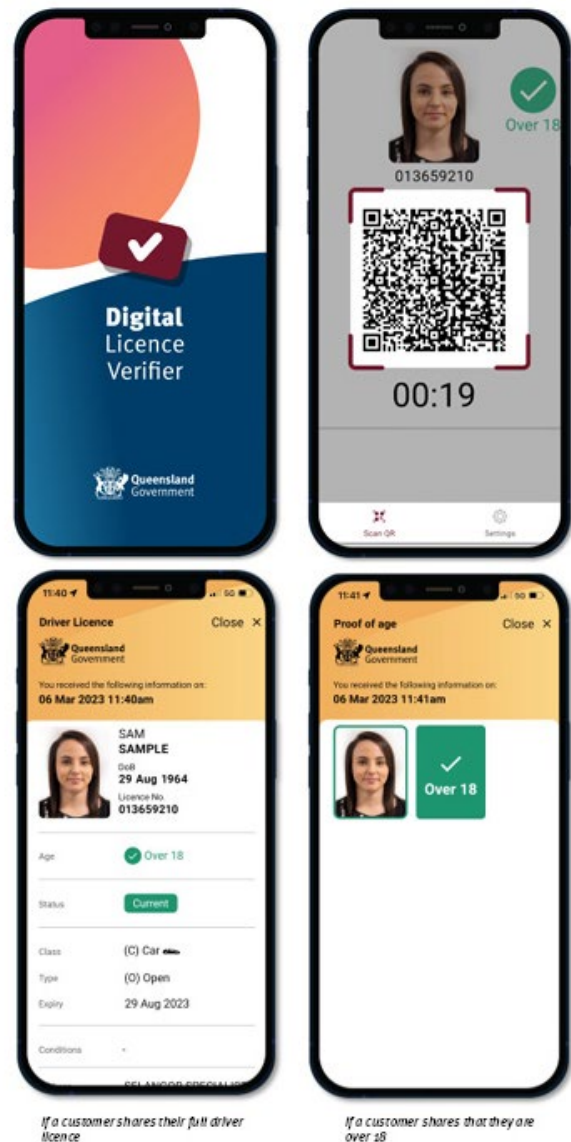 Digital
Licence
Verifier
Queensland
Government
Over 18
013659210
00:19
Scan QR
Settings
11:40
5G
Driver Licence
Close ×
Queensland
Government
You received the following information on:
06 Mar 2023 11:40am
SAM
SAMPLE
DoB
29 Aug 1964
Licence No.
013659210
Age
Over 18
Status
Current
Class
(C) Car
Type
(O) Open
Expiry
29 Aug 2023
Conditions
-
If a customer shares their full driver
licence
11:41
5G
Proof of age
Close ×
Queensland
Government
You received the following information on:
06 Mar 2023 11:41am
Over 18
If a customer shares that they are
over 18